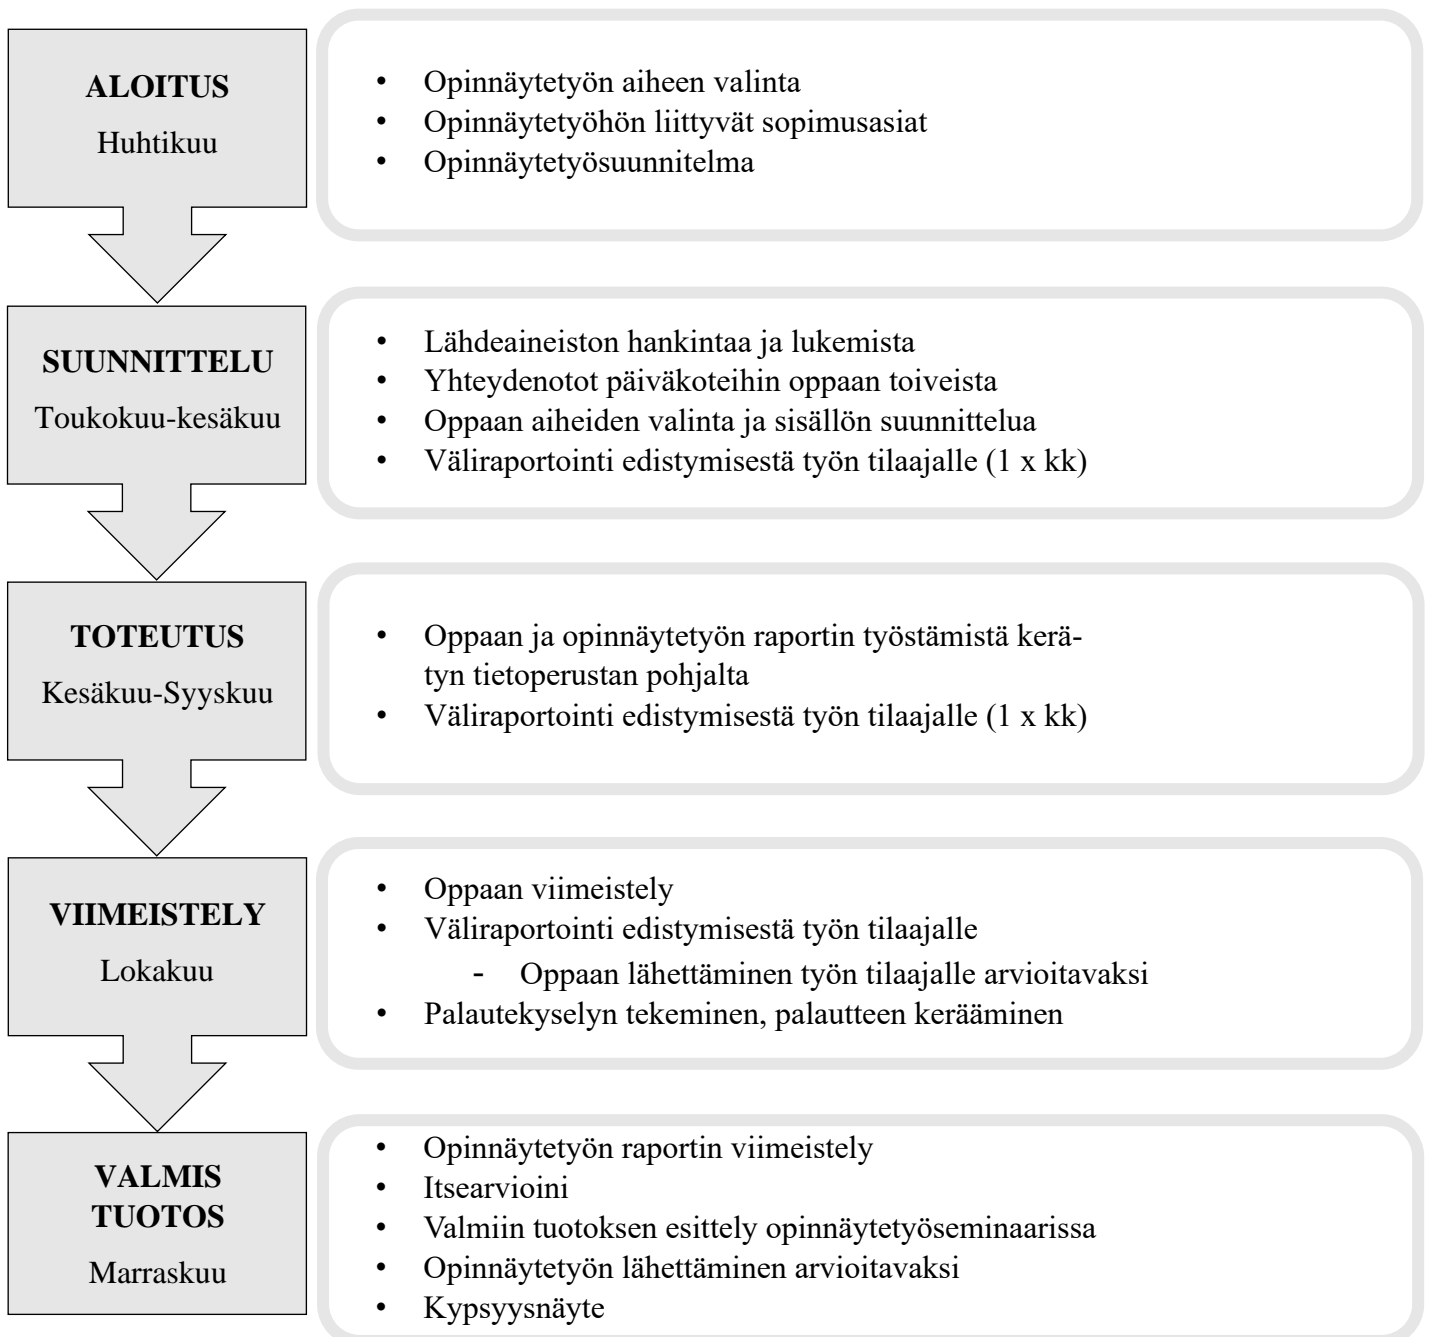 ALOITUS
Huhtikuu
• Opinnäytetyön aiheen valinta
• Opinnäytetyöhön liittyvät sopimusasiat
• Opinnäytetyösuunnitelma
SUUNNITTELU
Toukokuu-kesäkuu
• Lähdeaineiston hankintaa ja lukemista
• Yhteydenotot päiväkoteihin oppaan toiveista
• Oppaan aiheiden valinta ja sisällön suunnittelua
• Väliraportointi edistymisestä työn tilaajalle (1 x kk)
TOTEUTUS
Kesäkuu-Syyskuu
• Oppaan ja opinnäytetyön raportin työstämistä kerä-
tyn tietoperustan pohjalta
• Väliraportointi edistymisestä työn tilaajalle (1 x kk)
VIIMEISTELY
Lokakuu
• Oppaan viimeistely
• Väliraportointi edistymisestä työn tilaajalle
- Oppaan lähettäminen työn tilaajalle arvioitavaksi
• Palautekyselyn tekeminen, palautteen kerääminen
VALMIS
TUOTOS
Marraskuu
• Opinnäytetyön raportin viimeistely
• Itsearvioini
• Valmiin tuotoksen esittely opinnäytetyöseminaarissa
• Opinnäytetyön lähettäminen arvioitavaksi
• Kypsyysnäyte